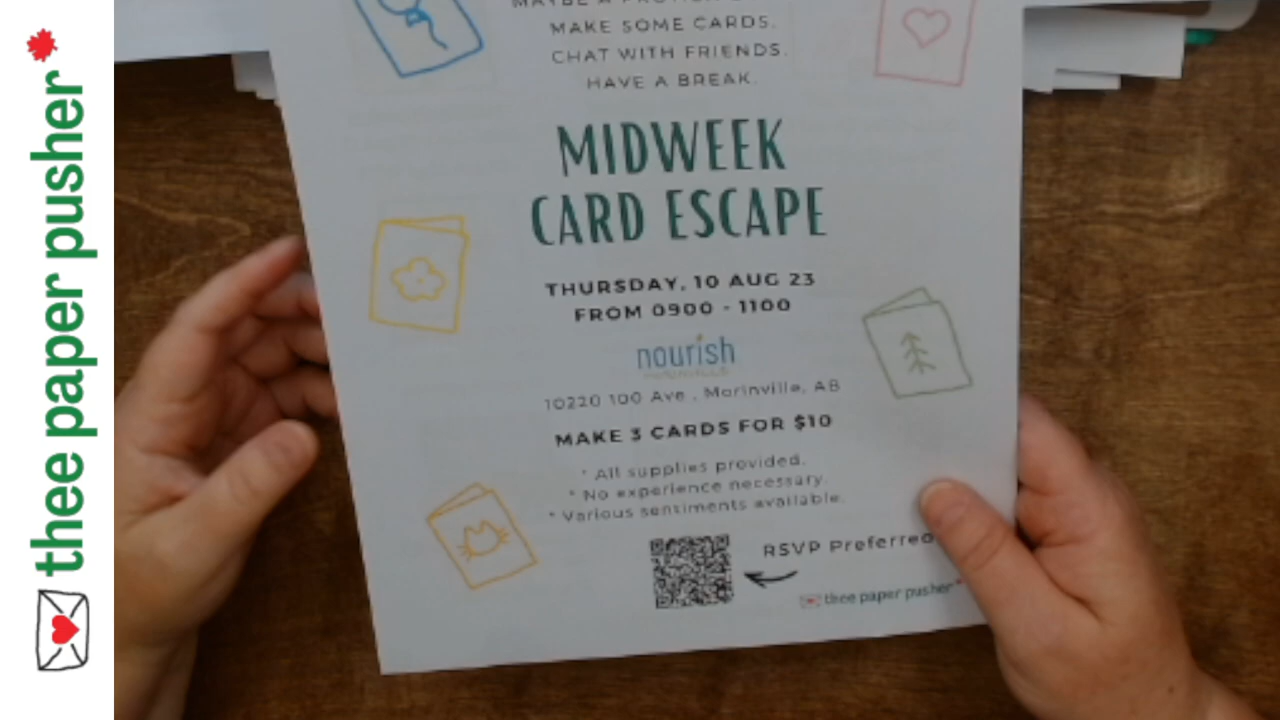 thee paper pusher
MAKE SOME CARDS.
CHAT WITH FRIENDS.
HAVE A BREAK.
MIDWEEK
CARD ESCAPE
THURSDAY, 10 AUG 23
FROM 0900 - 1100
nourish
10220 100 Ave , Morinville, AB
MAKE 3 CARDS FOR $10
* All supplies provided.
* No experience necessary.
* Various sentiments available.
RSVP Preferred
thee paper pusher